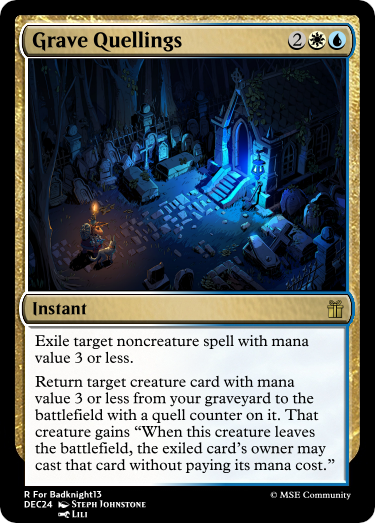 Grave Quellings 2
Instant
Exile target noncreature spell with mana
value 3 or less.
Return target creature card with mana
value 3 or less from your graveyard to the
battlefield with a quell counter on it. That
creature gains “When this creature leaves
the battlefield, the exiled card’s owner may
cast that card without paying its mana cost.”
R For Badknight13
DEC24 Steph Johnstone © MSE Community
Lili